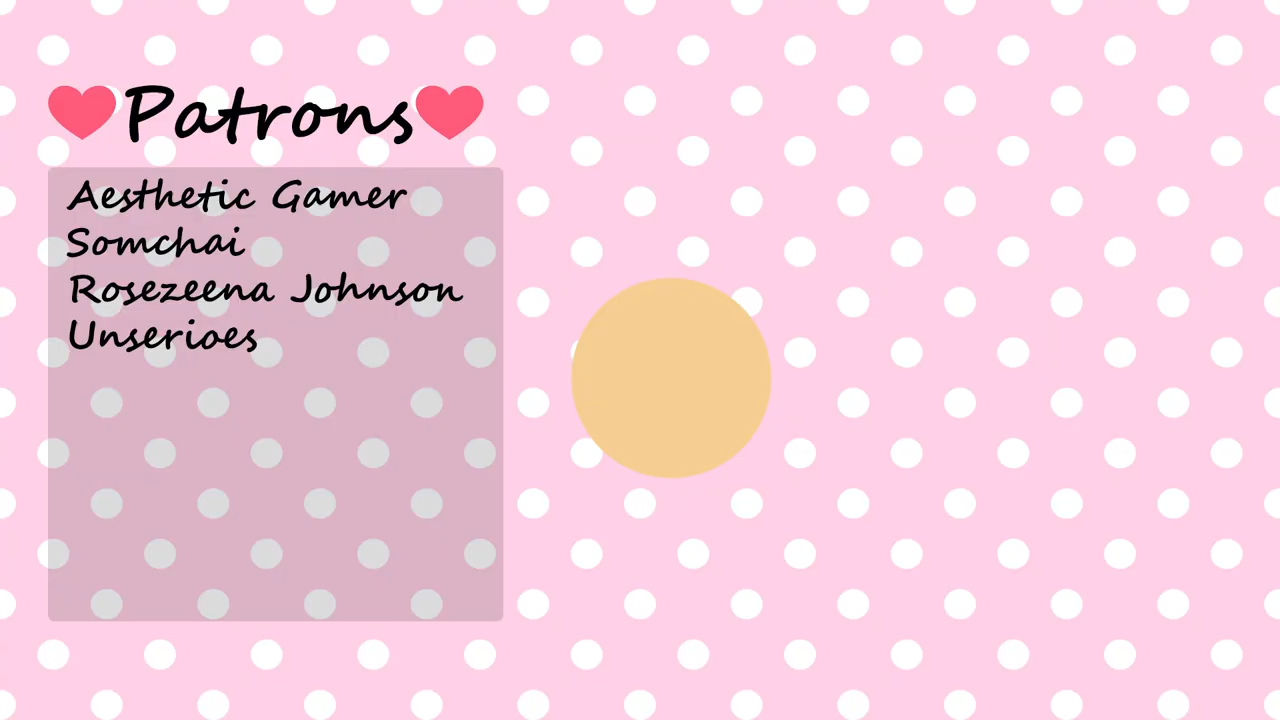 Patrons
Aesthetic Gamer
Somchai
Rosezeena Johnson
Unserioes